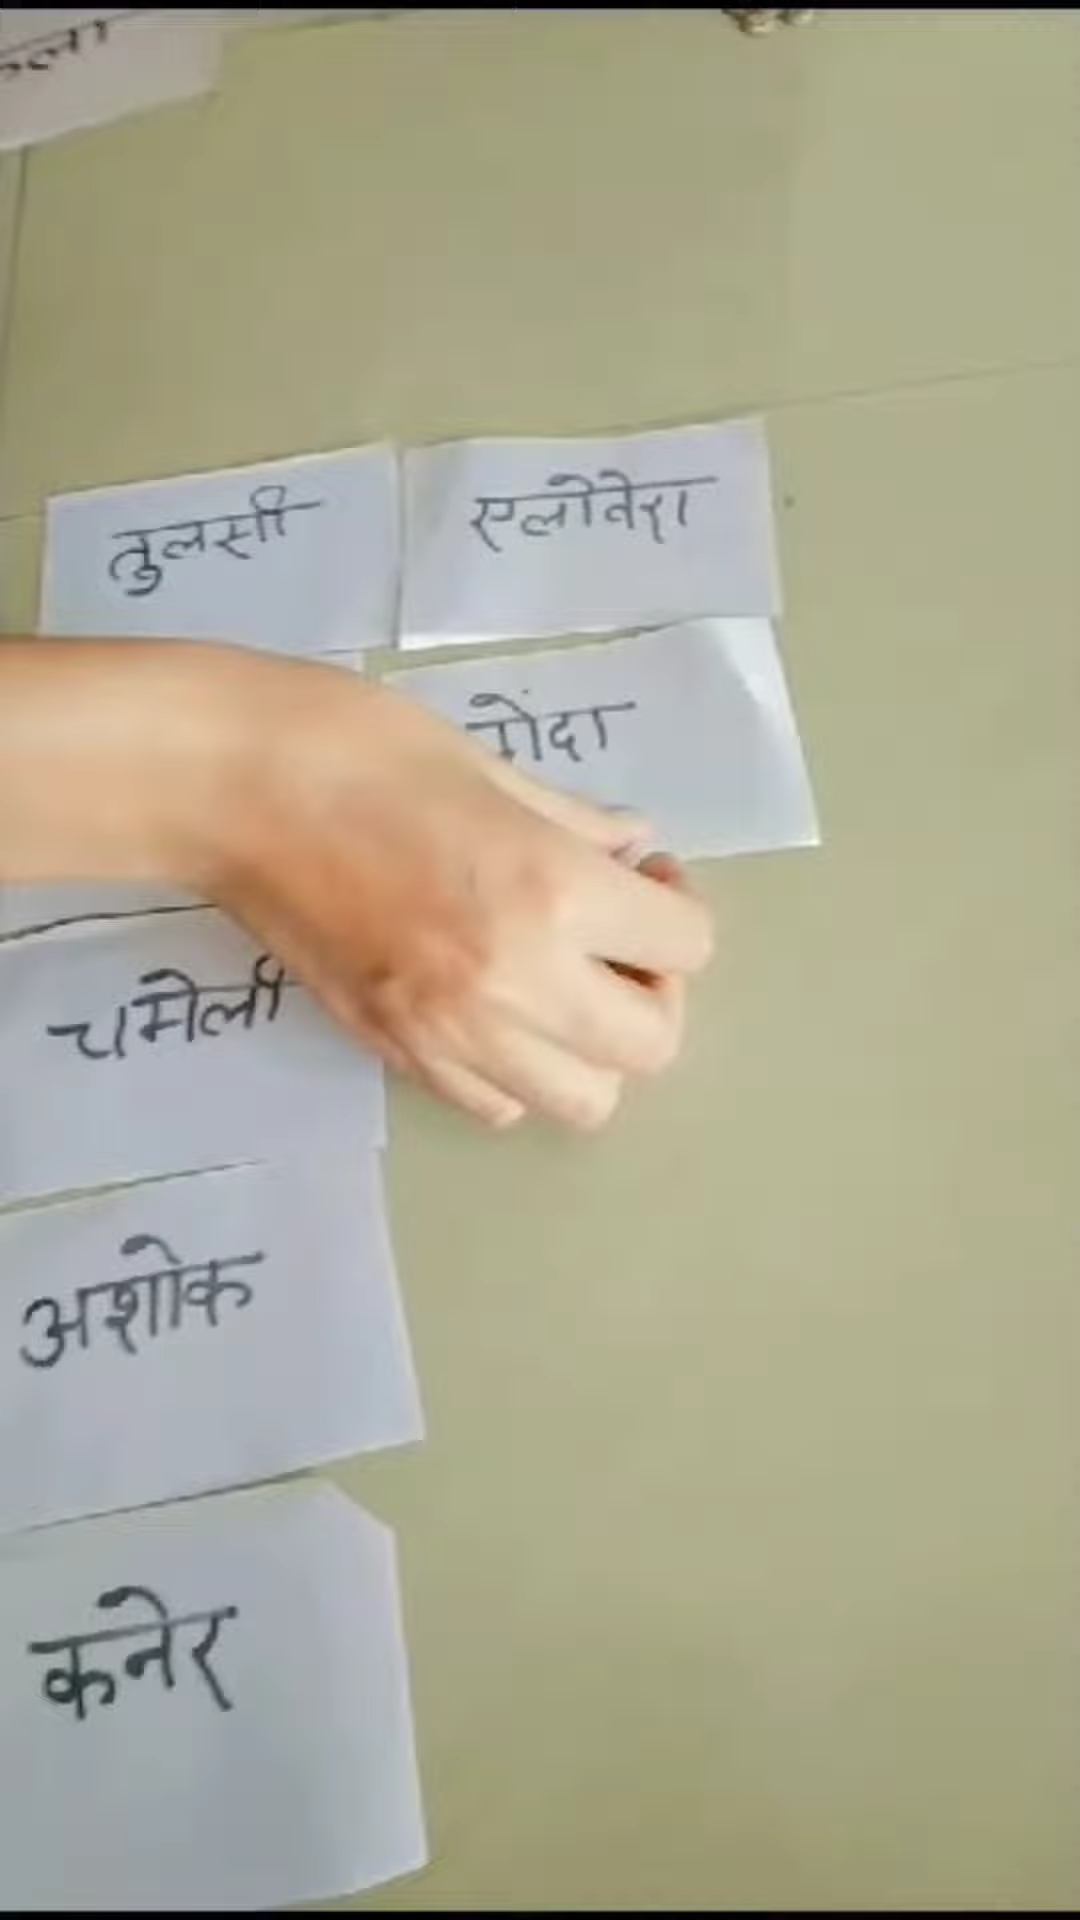 तुलसी
एलोवेरा
गेंदा
चमेली
अशोक
कनेर